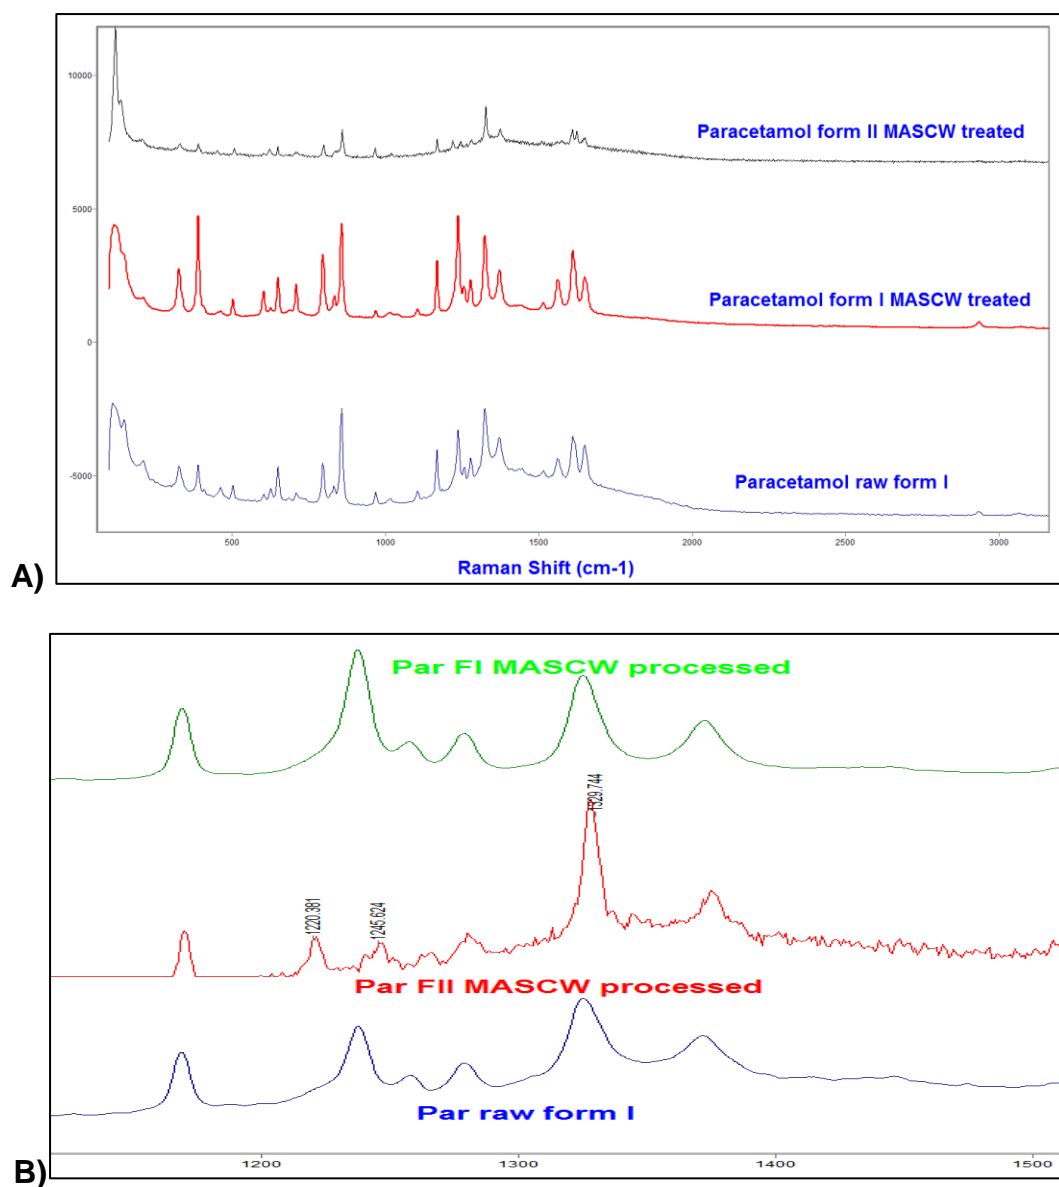 10000
Paracetamol form II MASCW treated
5000
Paracetamol form I MASCW treated
0
-5000
Paracetamol raw form I
500 1000 1500 2000 2500 3000
Raman Shift (cm-1)
A)
Par FI MASCW processed
1329.744
1220.381
1245.624
Par FII MASCW processed
Par raw form I
1200 1300 1400 1500
B)